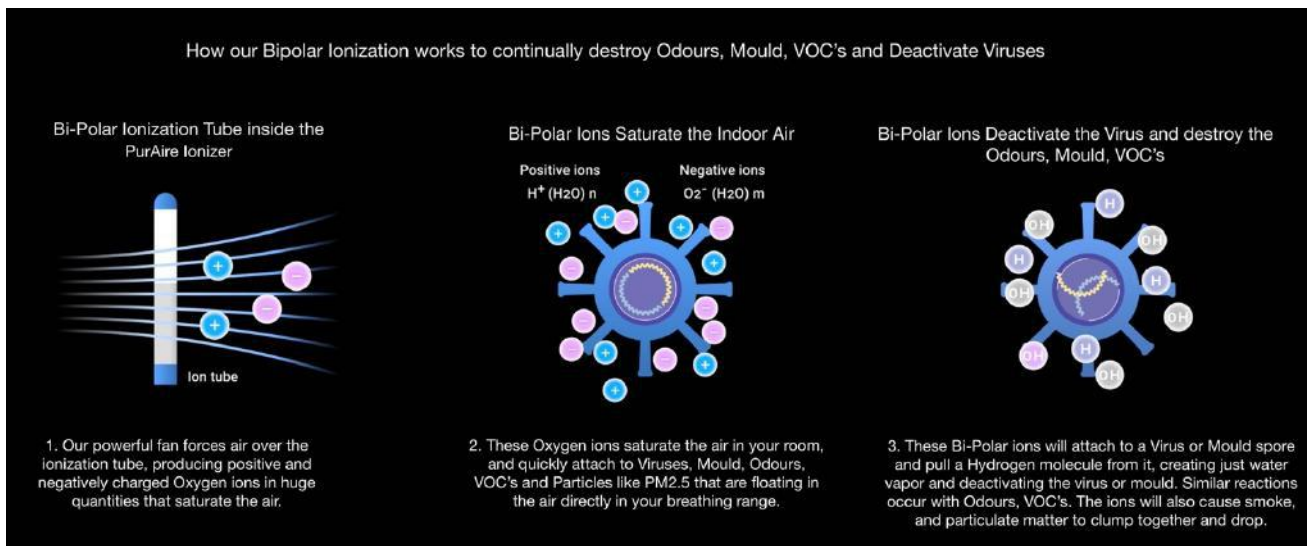 How our Bipolar Ionization works to continually destroy Odours, Mould, VOC's and Deactivate Viruses
Bi-Polar Ionization Tube inside the
PurAire Ionizer
+
−
−
+
Ion tube
1. Our powerful fan forces air over the
ionization tube, producing positive and
negatively charged Oxygen ions in huge
quantities that saturate the air.
Bi-Polar Ions Saturate the Indoor Air
Positive ions
H⁺ (H2O) n
Negative ions
O2⁻ (H2O) m
2. These Oxygen ions saturate the air in your room,
and quickly attach to Viruses, Mould, Odours,
VOC's and Particles like PM2.5 that are floating in
the air directly in your breathing range.
Bi-Polar Ions Deactivate the Virus and destroy the
Odours, Mould, VOC's
H
OH
OH
H
H
OH
OH
H
OH
OH
3. These Bi-Polar ions will attach to a Virus or Mould spore
and pull a Hydrogen molecule from it, creating just water
vapor and deactivating the virus or mould. Similar reactions
occur with Odours, VOC's. The ions will also cause smoke,
and particulate matter to clump together and drop.